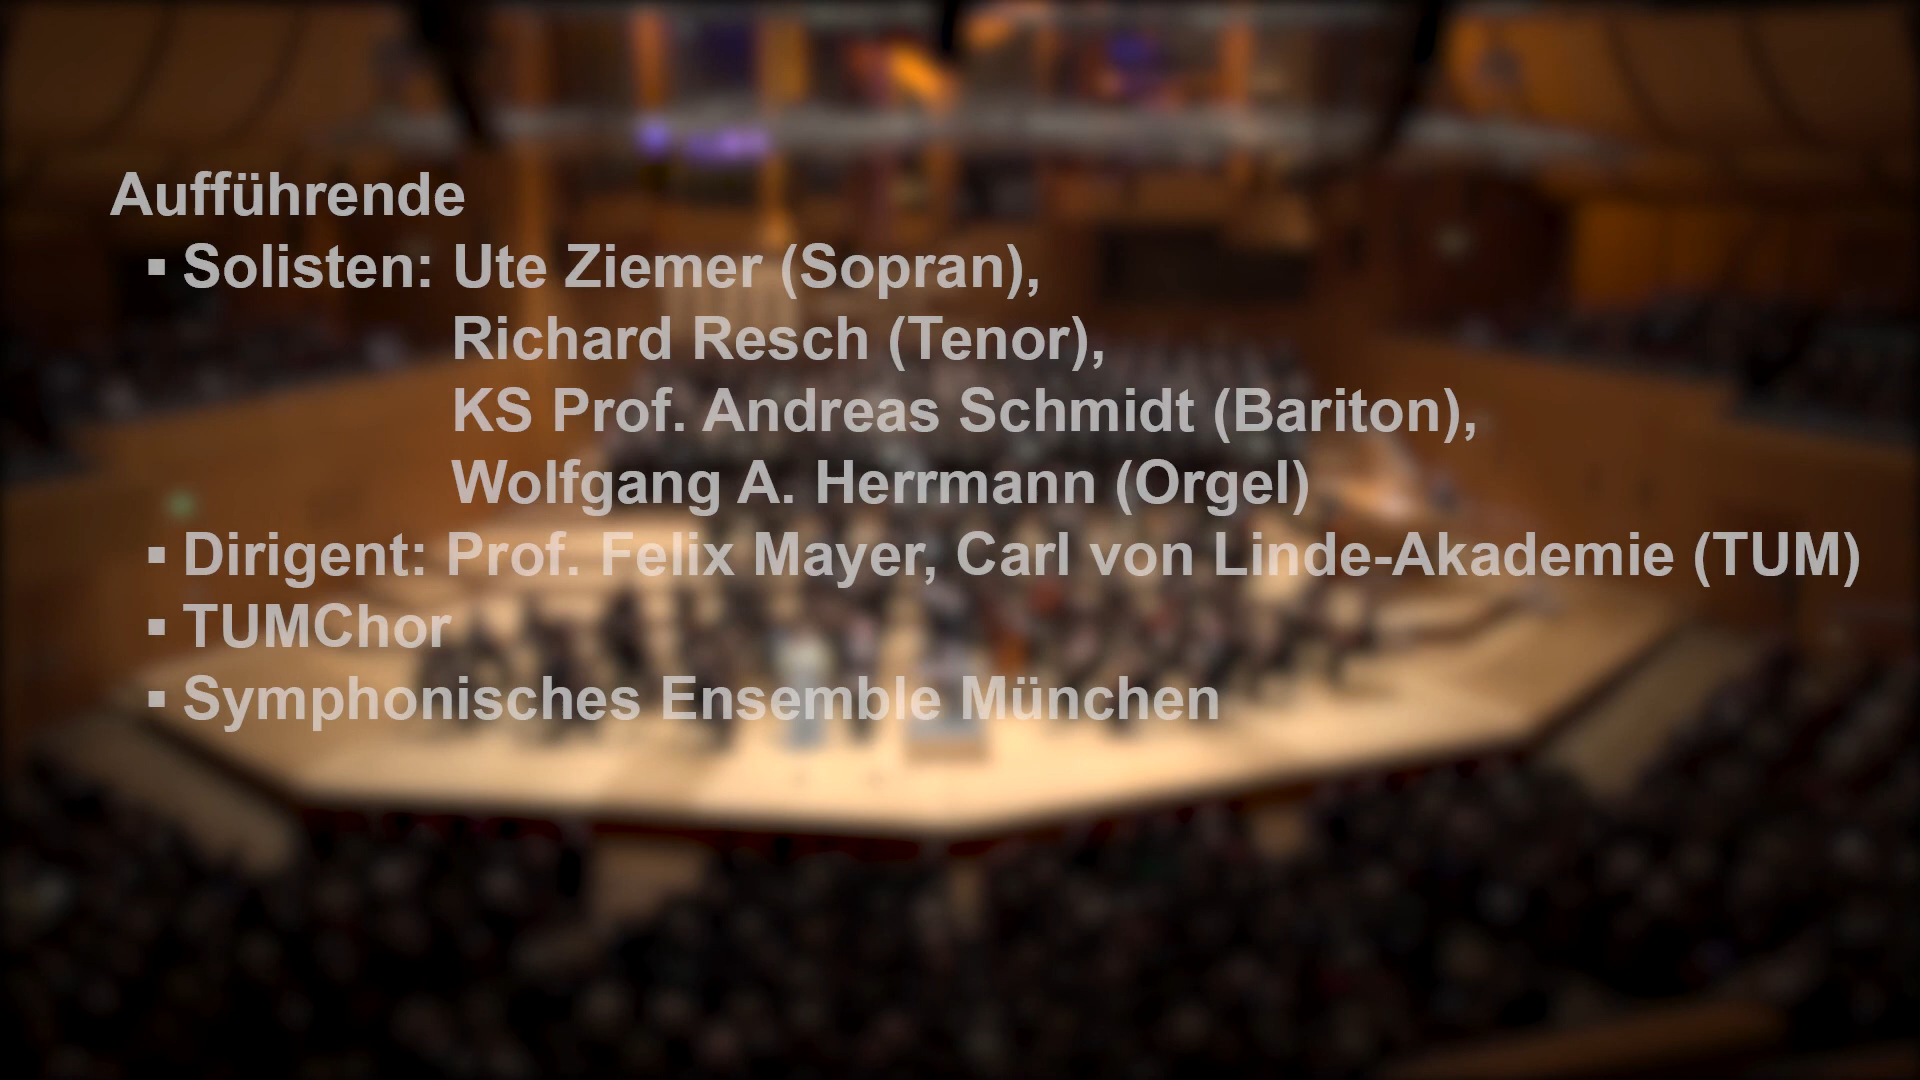 Aufführende
▪ Solisten: Ute Ziemer (Sopran),
Richard Resch (Tenor),
KS Prof. Andreas Schmidt (Bariton),
Wolfgang A. Herrmann (Orgel)
▪ Dirigent: Prof. Felix Mayer, Carl von Linde-Akademie (TUM)
▪ TUMChor
▪ Symphonisches Ensemble München